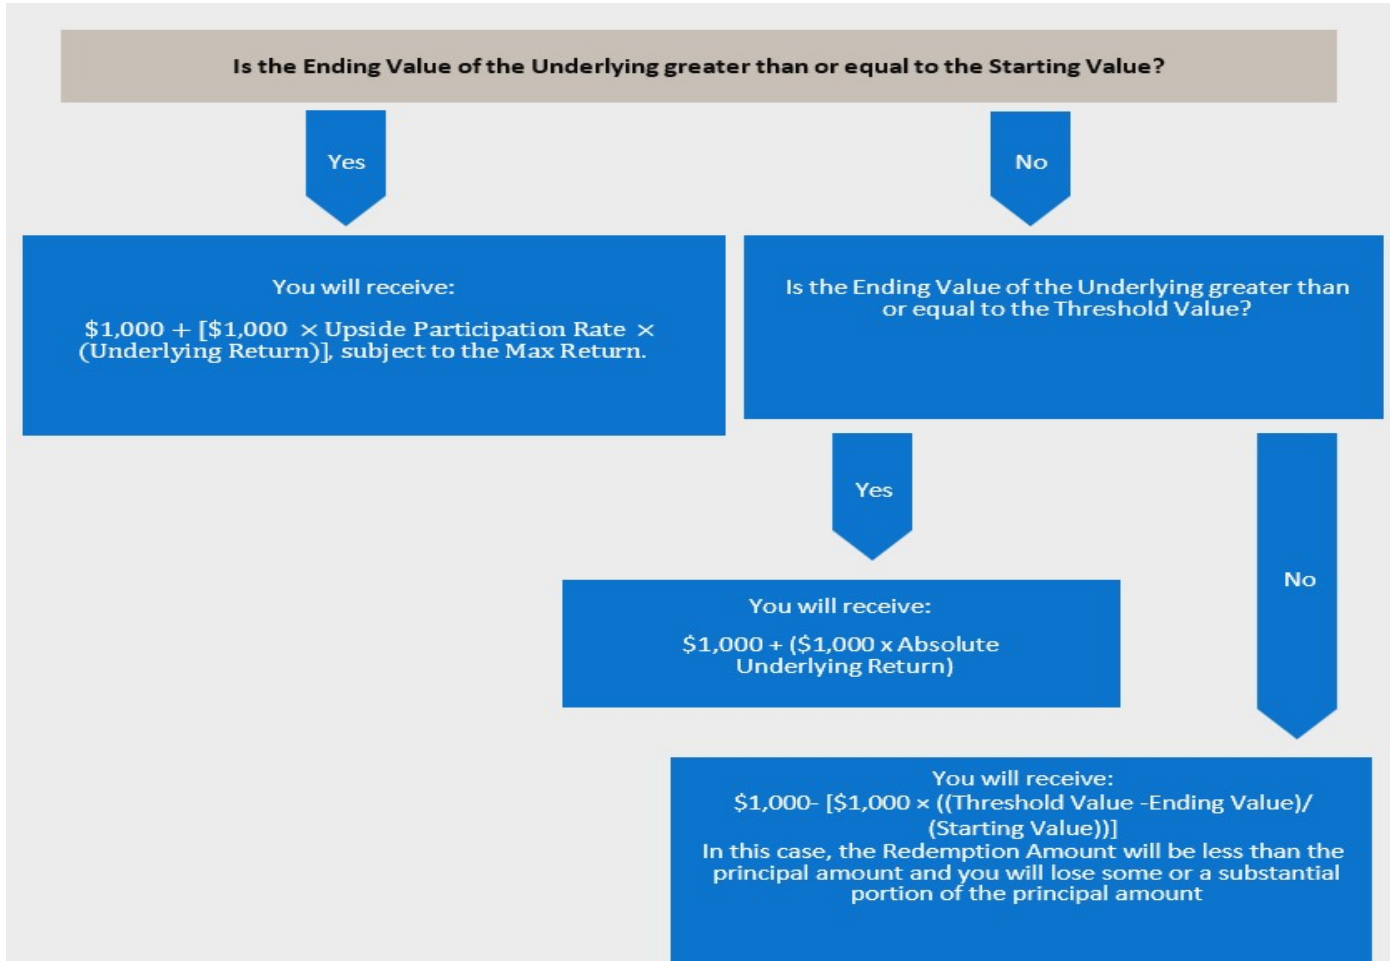 Is the Ending Value of the Underlying greater than or equal to the Starting Value?
Yes
No
You will receive:
$1,000 + [$1,000 × Upside Participation Rate ×
(Underlying Return)], subject to the Max Return.
Is the Ending Value of the Underlying greater than
or equal to the Threshold Value?
Yes
No
You will receive:
$1,000 + ($1,000 x Absolute
Underlying Return)
You will receive:
$1,000- [$1,000 × ((Threshold Value -Ending Value)/
(Starting Value))]
In this case, the Redemption Amount will be less than the
principal amount and you will lose some or a substantial
portion of the principal amount